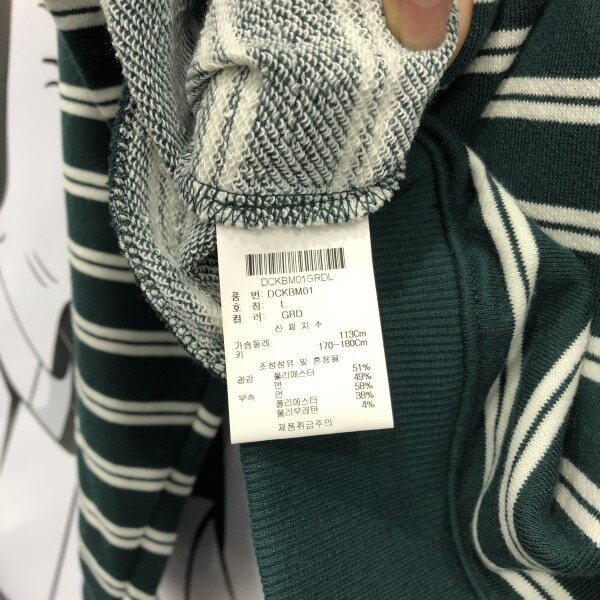 DCKBM01GRDL
품 번: DCKBM01
호 칭: L
컬 러: GRD
신 체 치 수
가슴둘레 113Cm
키 170~180Cm
조성섬유 및 혼용율
겉감 폴리에스터 51%
면 49%
부속 면 58%
폴리에스터 38%
폴리우레탄 4%
제품취급주의